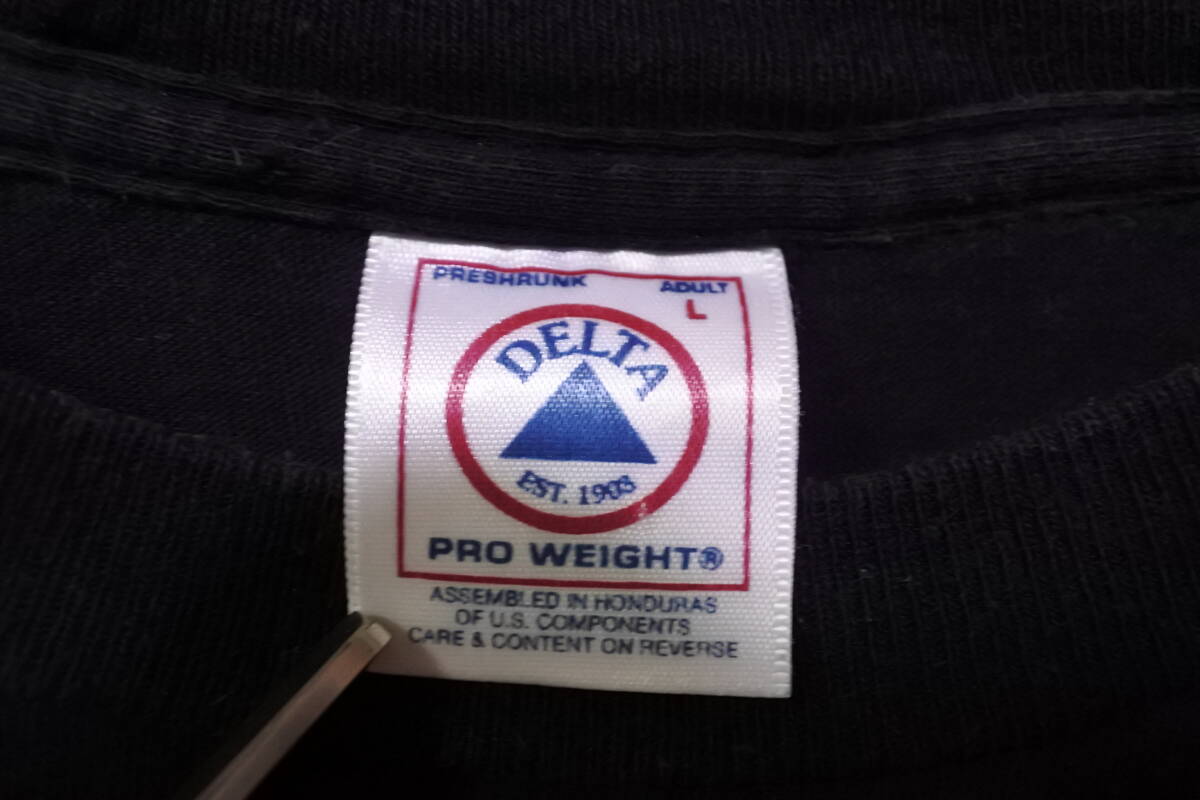 PRESHRUNK ADULT
L
DELTA
EST. 1903
PRO WEIGHT®
ASSEMBLED IN HONDURAS
OF U.S. COMPONENTS
CARE & CONTENT ON REVERSE